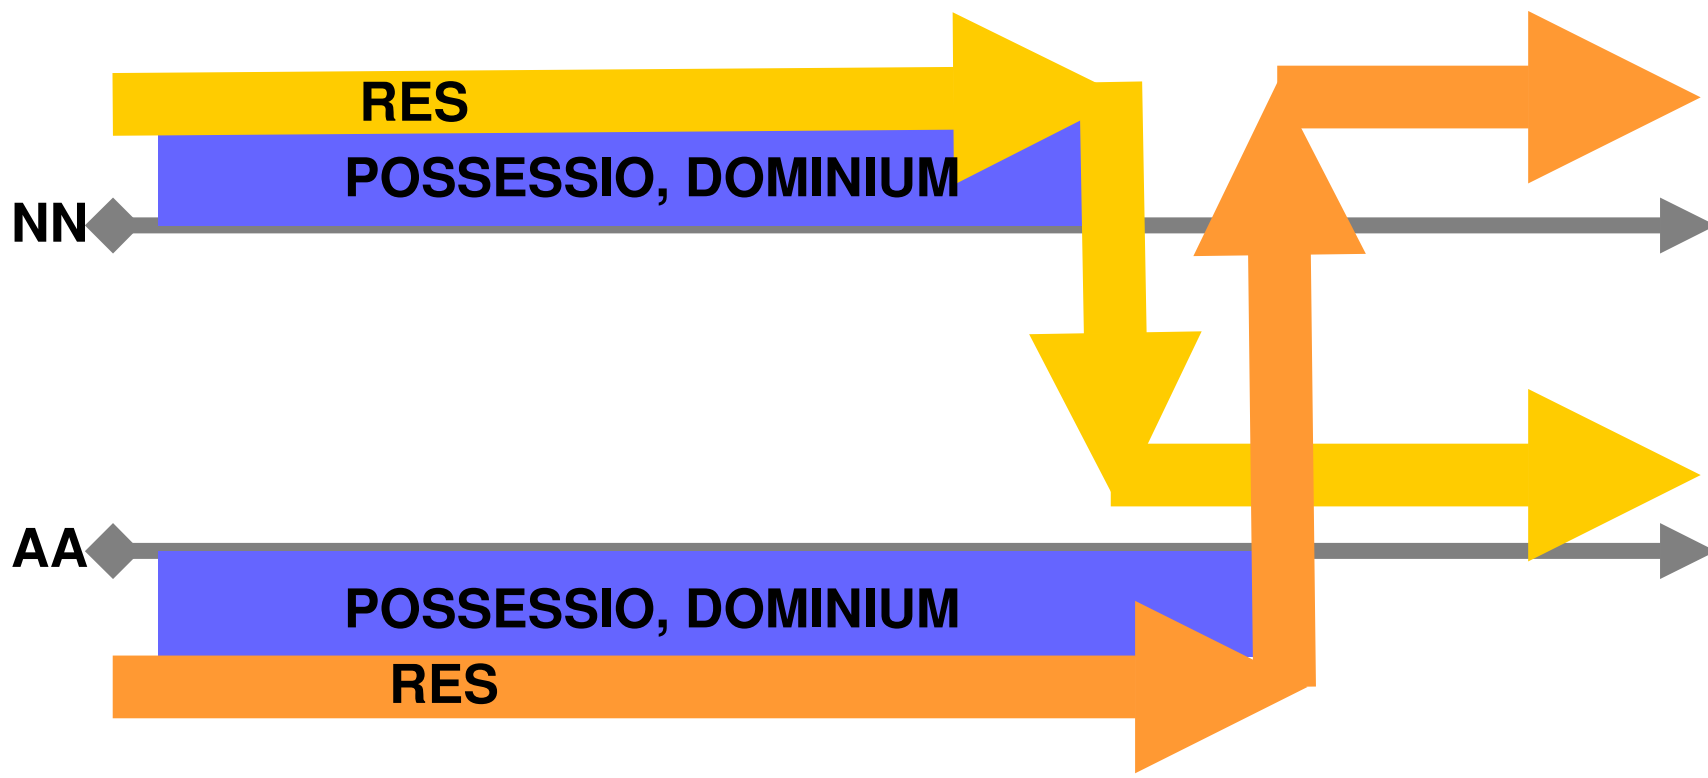 RES
POSSESSIO, DOMINIUM
NN
AA
POSSESSIO, DOMINIUM
RES